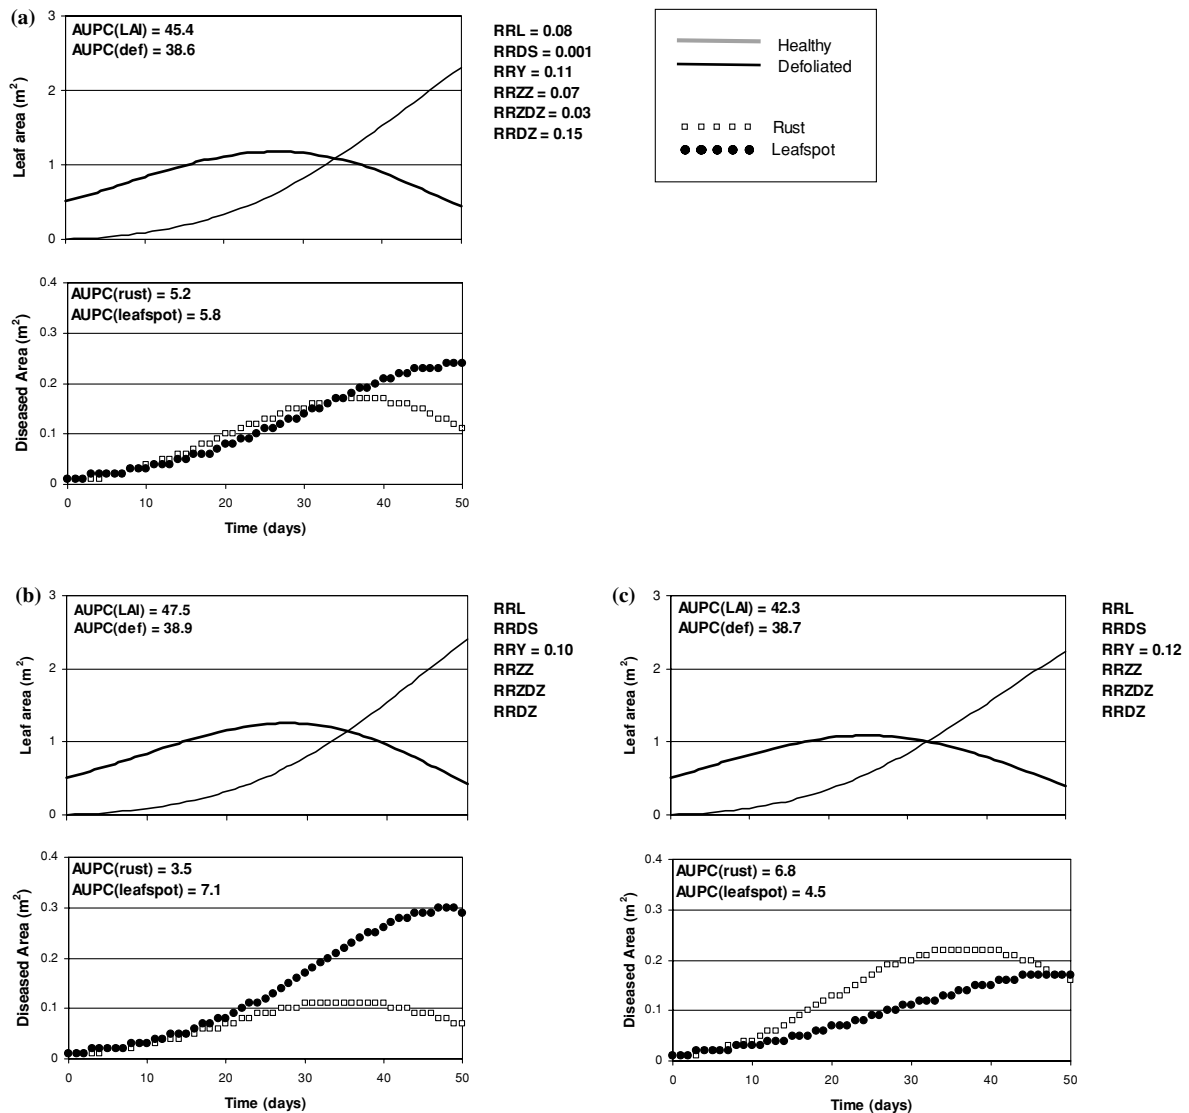 (a)
3
2
1
0
Leaf area (m²)
AUPC(LAI) = 45.4
AUPC(def) = 38.6
RRL = 0.08
RRDS = 0.001
RRY = 0.11
RRZZ = 0.07
RRZDZ = 0.03
RRDZ = 0.15
Healthy
Defoliated
Rust
Leafspot
0.4
0.3
0.2
0.1
0
Diseased Area (m²)
AUPC(rust) = 5.2
AUPC(leafspot) = 5.8
0 10 20 30 40 50
Time (days)
(b)
3
2
1
0
Leaf area (m²)
AUPC(LAI) = 47.5
AUPC(def) = 38.9
RRL
RRDS
RRY = 0.10
RRZZ
RRZDZ
RRDZ
0.4
0.3
0.2
0.1
0
Diseased Area (m²)
AUPC(rust) = 3.5
AUPC(leafspot) = 7.1
0 10 20 30 40 50
Time (days)
(c)
3
2
1
0
Leaf area (m²)
AUPC(LAI) = 42.3
AUPC(def) = 38.7
RRL
RRDS
RRY = 0.12
RRZZ
RRZDZ
RRDZ
0.4
0.3
0.2
0.1
0
Diseased Area (m²)
AUPC(rust) = 6.8
AUPC(leafspot) = 4.5
0 10 20 30 40 50
Time (days)